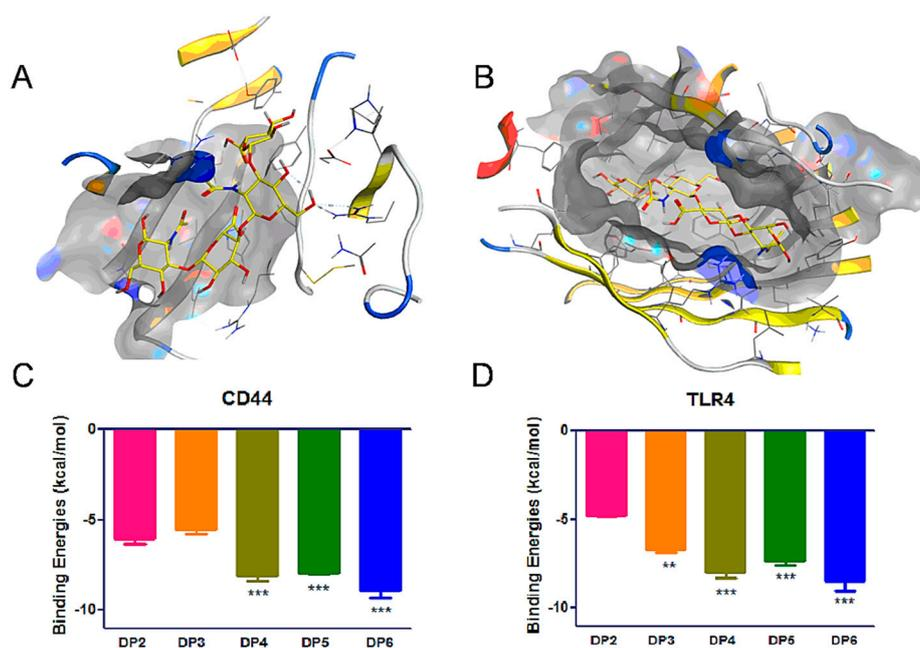 A
B
C
CD44
Binding Energies (kcal/mol)
0
-5
-10
***
***
***
DP2 DP3 DP4 DP5 DP6
D
TLR4
Binding Energies (kcal/mol)
0
-5
-10
**
***
***
***
DP2 DP3 DP4 DP5 DP6